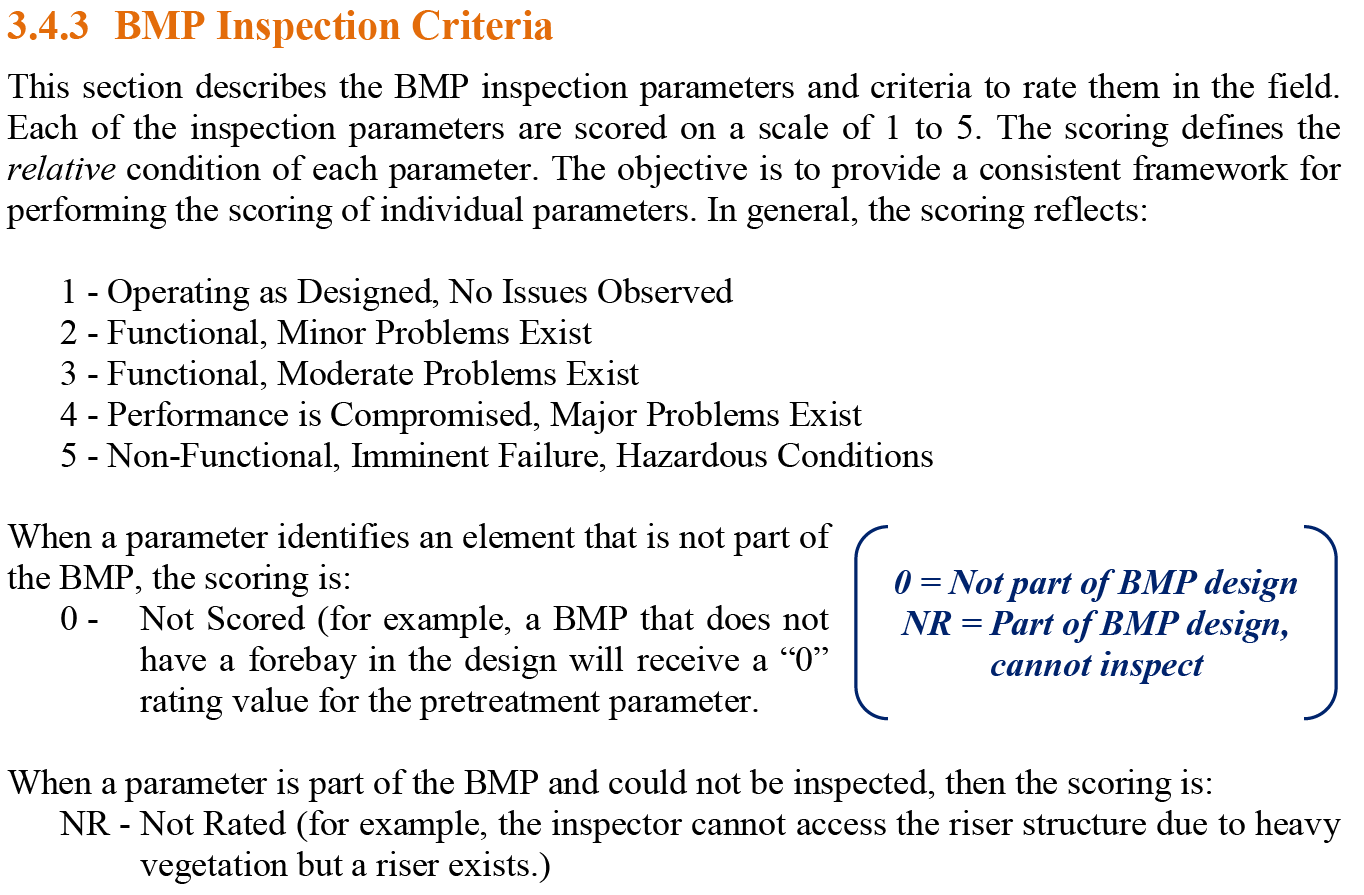 3.4.3 BMP Inspection Criteria
This section describes the BMP inspection parameters and criteria to rate them in the field.
Each of the inspection parameters are scored on a scale of 1 to 5. The scoring defines the
relative condition of each parameter. The objective is to provide a consistent framework for
performing the scoring of individual parameters. In general, the scoring reflects:
1 - Operating as Designed, No Issues Observed
2 - Functional, Minor Problems Exist
3 - Functional, Moderate Problems Exist
4 - Performance is Compromised, Major Problems Exist
5 - Non-Functional, Imminent Failure, Hazardous Conditions
When a parameter identifies an element that is not part of
the BMP, the scoring is:
0 - Not Scored (for example, a BMP that does not
have a forebay in the design will receive a “0”
rating value for the pretreatment parameter.
0 = Not part of BMP design
NR = Part of BMP design,
cannot inspect
When a parameter is part of the BMP and could not be inspected, then the scoring is:
NR - Not Rated (for example, the inspector cannot access the riser structure due to heavy
vegetation but a riser exists.)